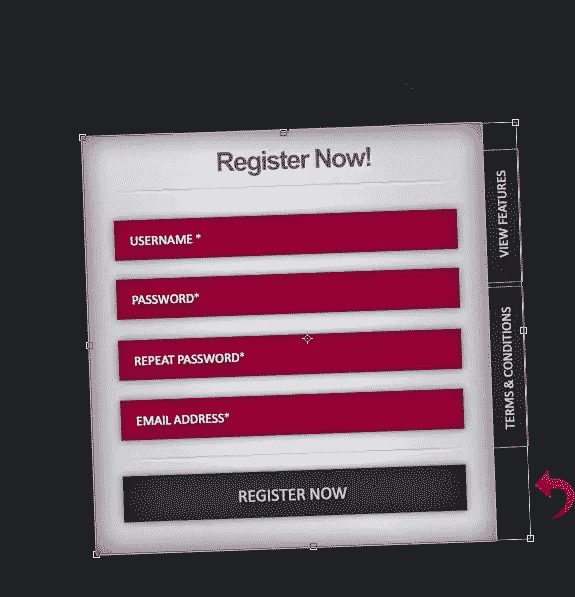 Register Now!
USERNAME *
PASSWORD*
REPEAT PASSWORD*
EMAIL ADDRESS*
REGISTER NOW
VIEW FEATURES
TERMS & CONDITIONS